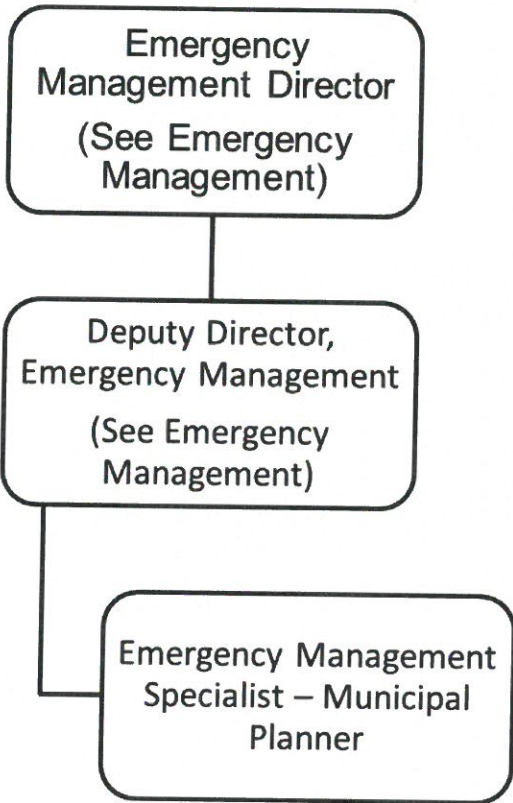 Emergency
Management Director
(See Emergency
Management)
Deputy Director,
Emergency Management
(See Emergency
Management)
Emergency Management
Specialist – Municipal
Planner